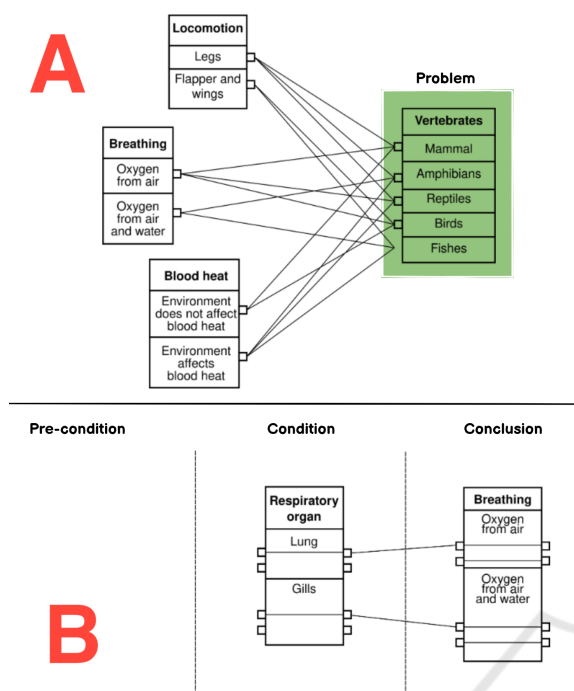 A
Locomotion
Legs
Flapper and
wings
Problem
Vertebrates
Mammal
Amphibians
Reptiles
Birds
Fishes
Breathing
Oxygen
from air
Oxygen
from air
and water
Blood heat
Environment
does not affect
blood heat
Environment
affects
blood heat
Pre-condition
Condition
Conclusion
Respiratory
organ
Lung
Gills
Breathing
Oxygen
from air
Oxygen
from air
and water
B